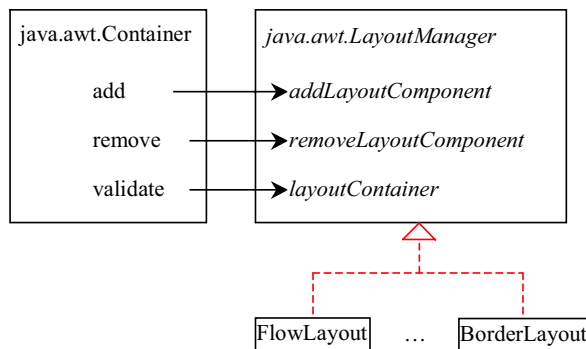 java.awt.Container
java.awt.LayoutManager
add
addLayoutComponent
remove
removeLayoutComponent
validate
layoutContainer
FlowLayout
...
BorderLayout